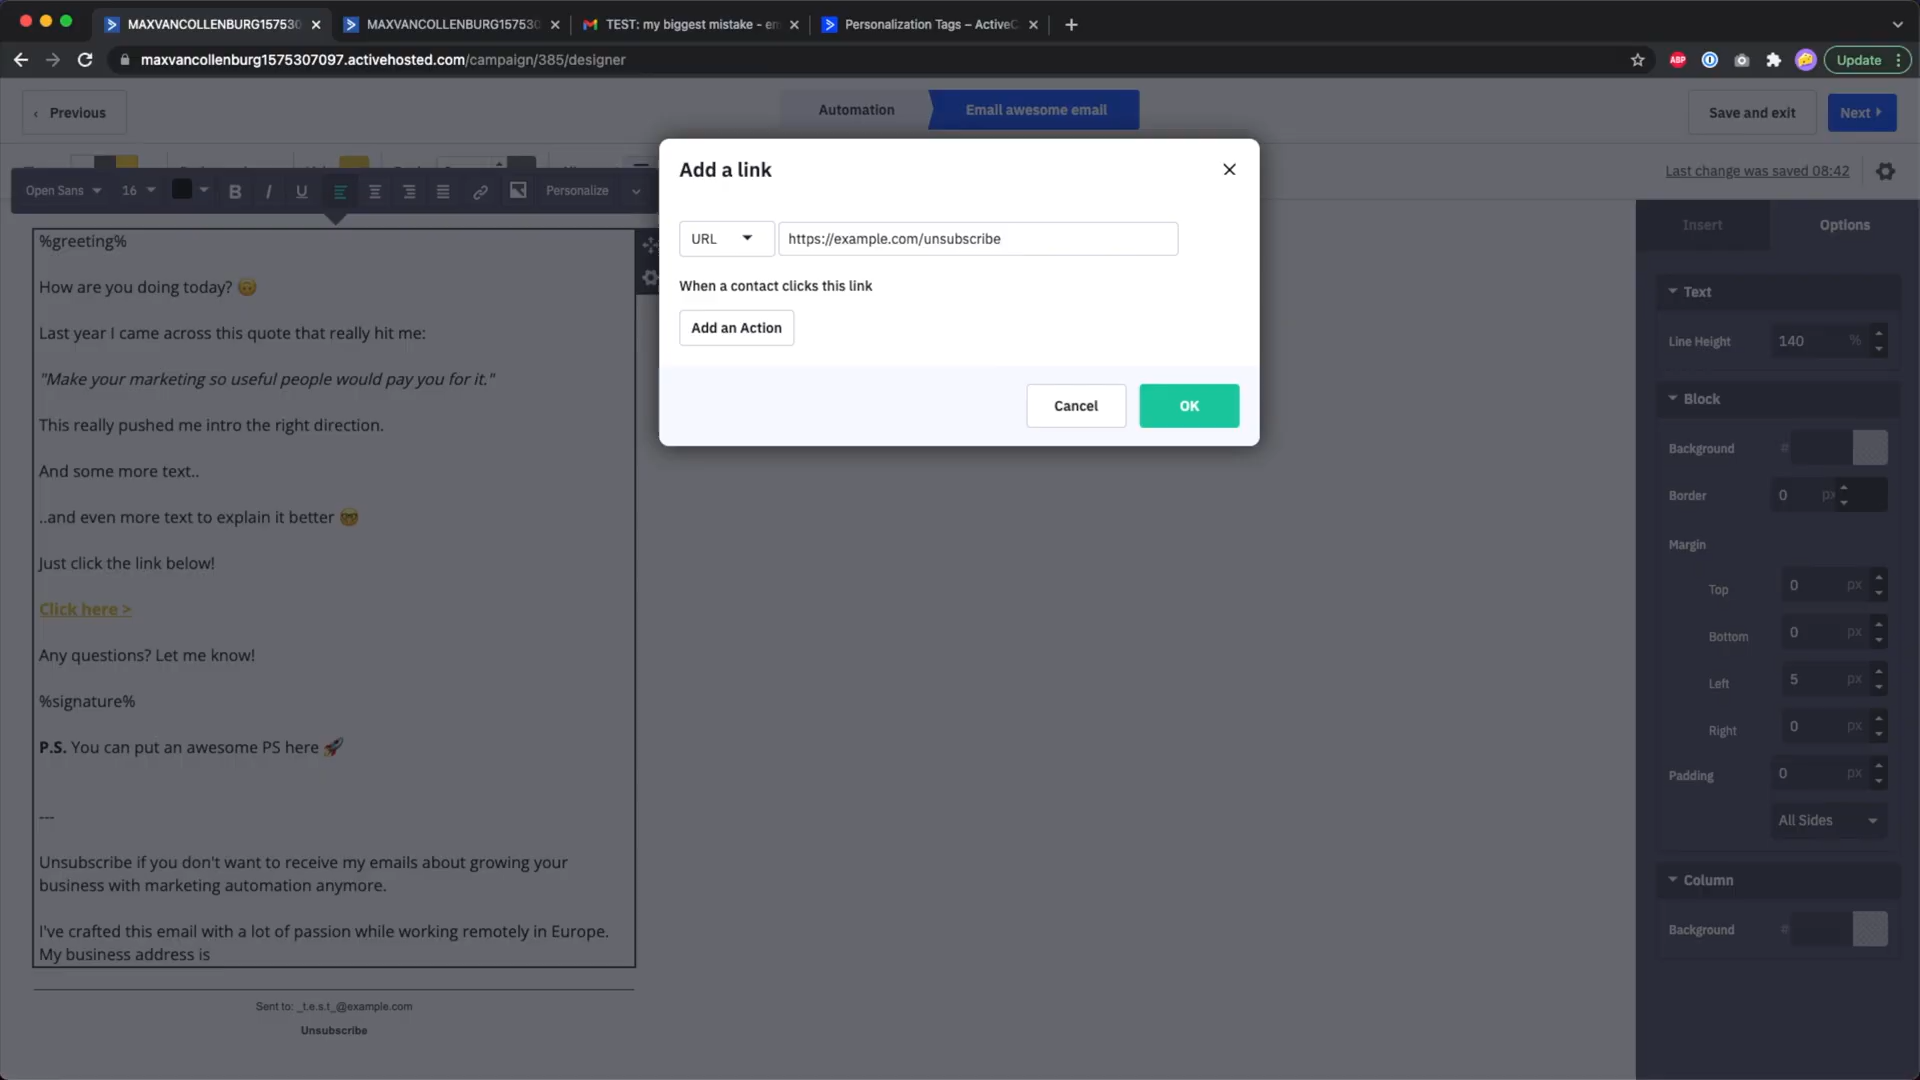 MAXVANCOLLENBURG157530
MAXVANCOLLENBURG157530
TEST: my biggest mistake - em
Personalization Tags – ActiveC
maxvancollenburg1575307097.activehosted.com/campaign/385/designer
ABP
Update
Previous
Automation
Email awesome email
Save and exit
Next
Last change was saved 08:42
Open Sans
16
B
I
U
Personalize
Add a link
URL
https://example.com/unsubscribe
When a contact clicks this link
Add an Action
Cancel
OK
%greeting%
How are you doing today? 🙃
Last year I came across this quote that really hit me:
"Make your marketing so useful people would pay you for it."
This really pushed me intro the right direction.
And some more text..
..and even more text to explain it better 🤓
Just click the link below!
Click here >
Any questions? Let me know!
%signature%
P.S. You can put an awesome PS here 🚀
---
Unsubscribe if you don't want to receive my emails about growing your
business with marketing automation anymore.
I've crafted this email with a lot of passion while working remotely in Europe.
My business address is
Sent to: _t.e.s.t_@example.com
Unsubscribe
Insert
Options
Text
Line Height
140
%
Block
Background
#
Border
0
px
Margin
Top
0
px
Bottom
0
px
Left
5
px
Right
0
px
Padding
0
px
All Sides
Column
Background
#